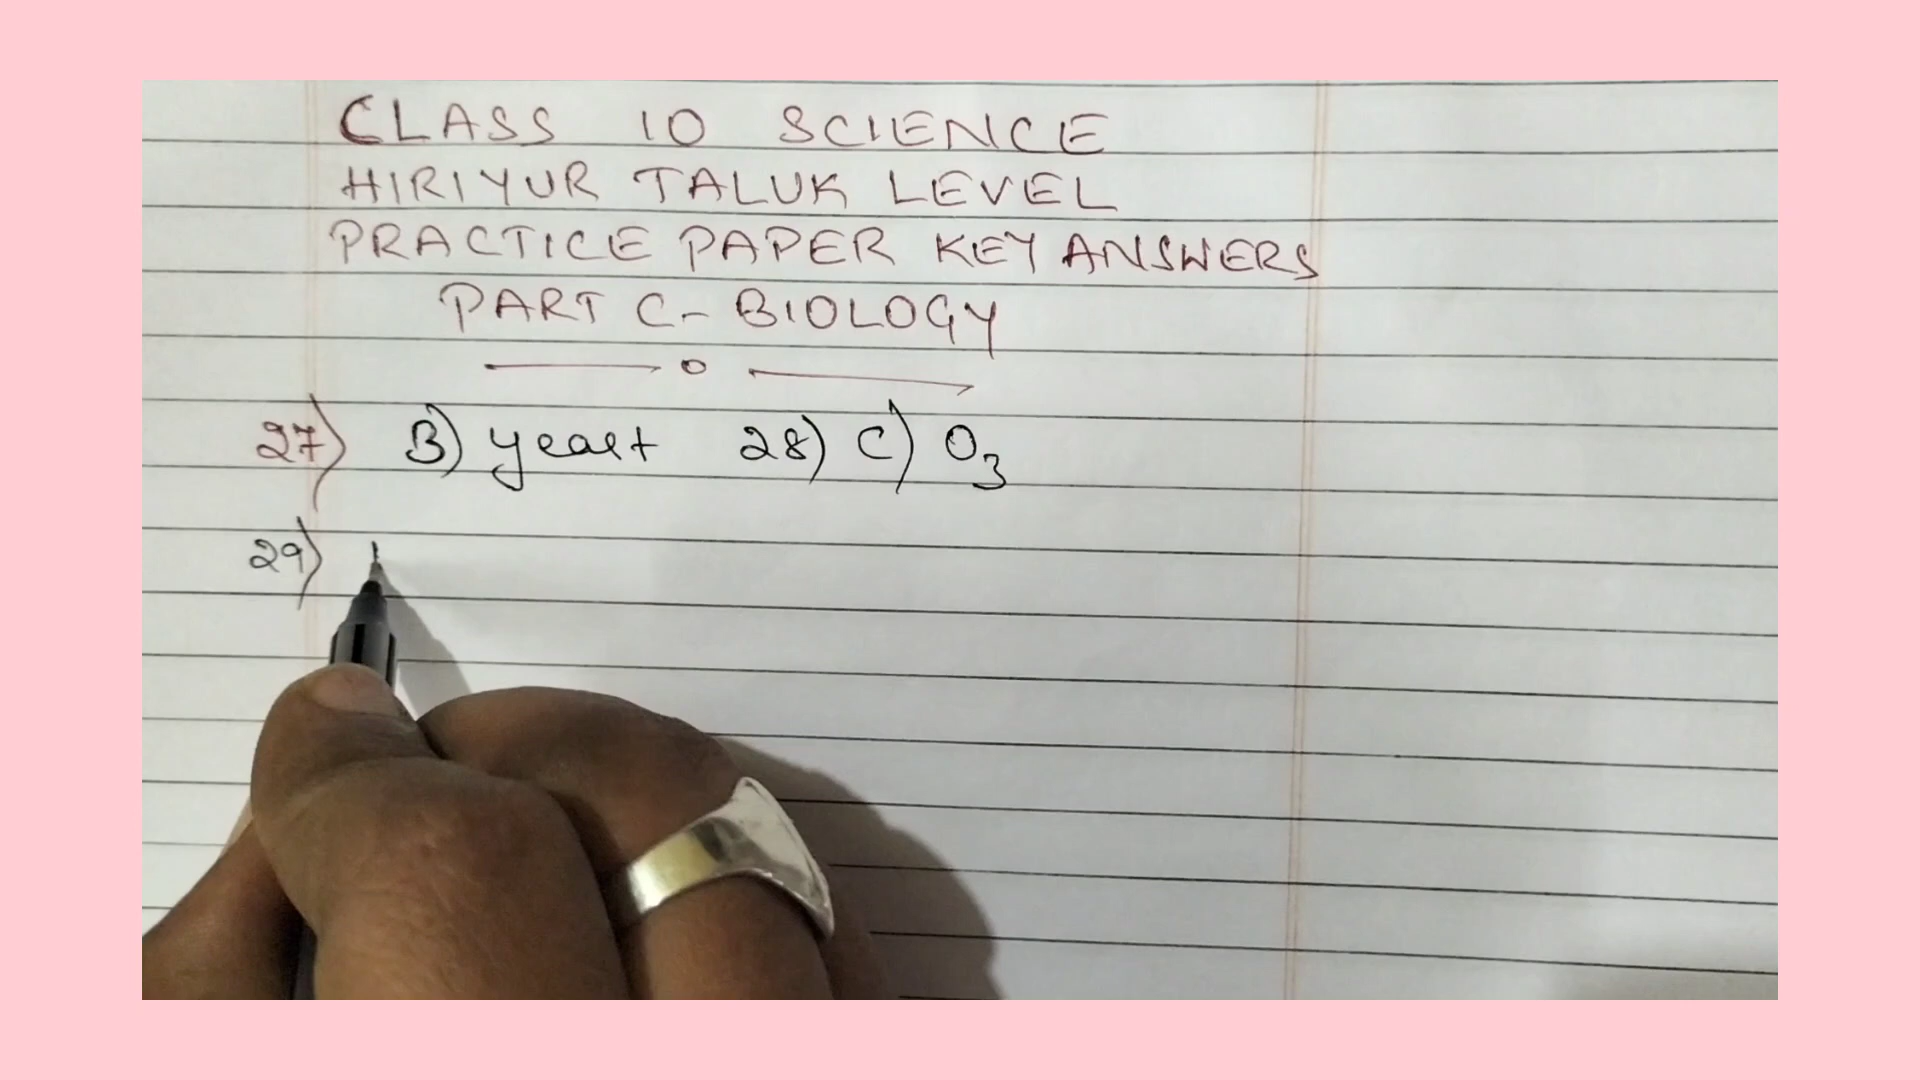 CLASS 10 SCIENCE
HIRIYUR TALUK LEVEL
PRACTICE PAPER KEY ANSWERS
PART C - BIOLOGY
27) B) yeast 28) C) O₃
29)